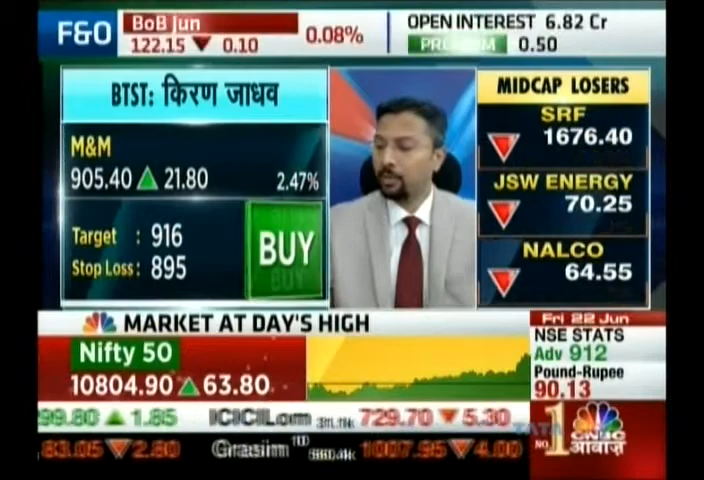 F&O
BoB Jun
122.15 ▼ 0.10
0.08%
OPEN INTEREST 6.82 Cr
PREMIUM 0.50
BTST: किरण जाधव
M&M
905.40 ▲ 21.80 2.47%
Target : 916
Stop Loss: 895
BUY
MIDCAP LOSERS
SRF
1676.40
JSW ENERGY
70.25
NALCO
64.55
MARKET AT DAY'S HIGH
Nifty 50
10804.90 ▲ 63.80
Fri 22 Jun
NSE STATS
Adv 912
Pound-Rupee
90.13
99.80 ▲ 1.85 ICICILom 729.70 ▼ 5.30 TATA
83.05 ▼ 2.80 Grasim 1007.95 ▼ 4.00
NO. 1
CNBC
आवाज़